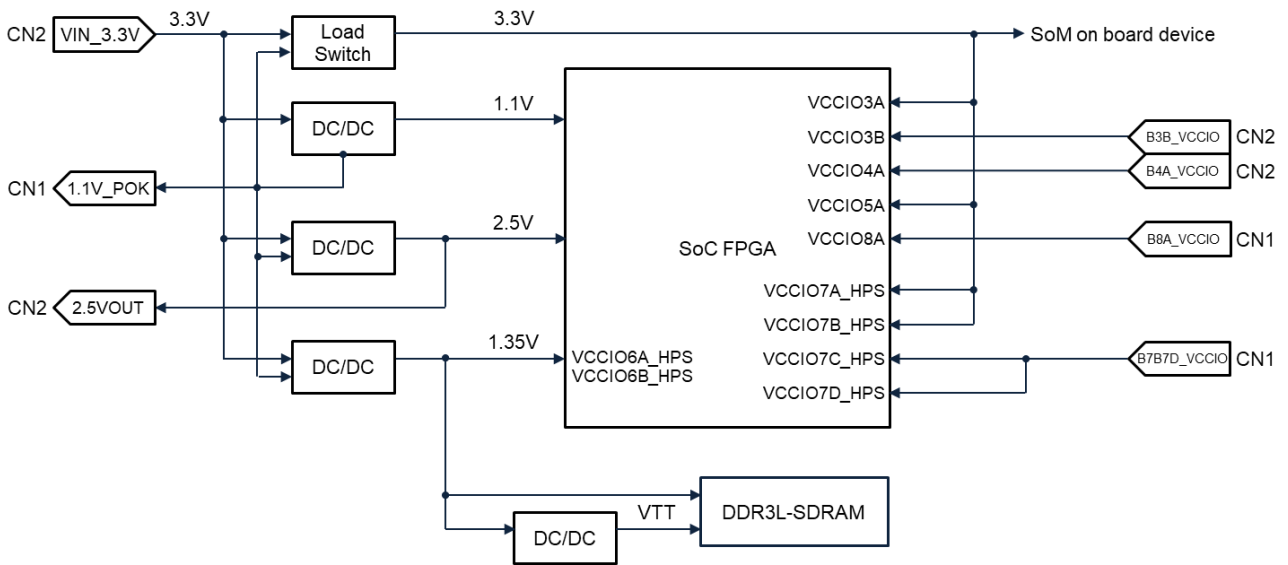 CN2
VIN_3.3V
3.3V
Load
Switch
3.3V
SoM on board device
1.1V
DC/DC
CN1
1.1V_POK
2.5V
DC/DC
CN2
2.5VOUT
1.35V
DC/DC
VCCIO6A_HPS
VCCIO6B_HPS
SoC FPGA
VCCIO3A
VCCIO3B
B3B_VCCIO
CN2
VCCIO4A
B4A_VCCIO
CN2
VCCIO5A
VCCIO8A
B8A_VCCIO
CN1
VCCIO7A_HPS
VCCIO7B_HPS
VCCIO7C_HPS
B7B7D_VCCIO
CN1
VCCIO7D_HPS
VTT
DC/DC
DDR3L-SDRAM